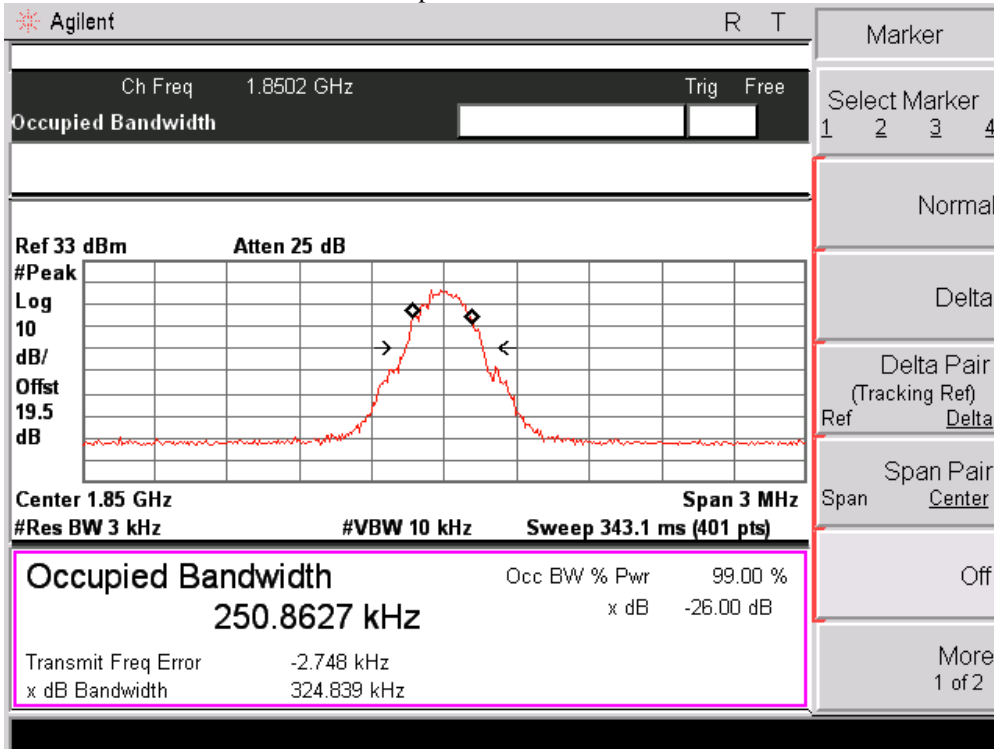 Agilent R T
Ch Freq 1.8502 GHz Trig Free
Occupied Bandwidth
Ref 33 dBm Atten 25 dB
#Peak
Log
10
dB/
Offst
19.5
dB
Center 1.85 GHz Span 3 MHz
#Res BW 3 kHz #VBW 10 kHz Sweep 343.1 ms (401 pts)
Occupied Bandwidth Occ BW % Pwr 99.00 %
250.8627 kHz x dB -26.00 dB
Transmit Freq Error -2.748 kHz
x dB Bandwidth 324.839 kHz
Marker
Select Marker
1 2 3 4
Normal
Delta
Delta Pair
(Tracking Ref)
Ref Delta
Span Pair
Span Center
Off
More
1 of 2